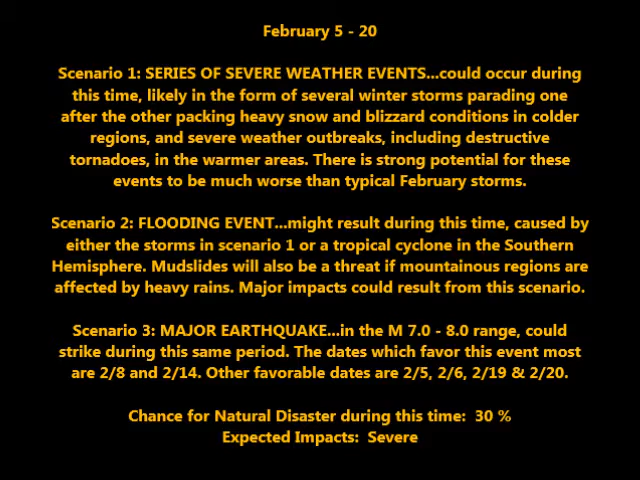 February 5 - 20
Scenario 1: SERIES OF SEVERE WEATHER EVENTS...could occur during
this time, likely in the form of several winter storms parading one
after the other packing heavy snow and blizzard conditions in colder
regions, and severe weather outbreaks, including destructive
tornadoes, in the warmer areas. There is strong potential for these
events to be much worse than typical February storms.
Scenario 2: FLOODING EVENT...might result during this time, caused by
either the storms in scenario 1 or a tropical cyclone in the Southern
Hemisphere. Mudslides will also be a threat if mountainous regions are
affected by heavy rains. Major impacts could result from this scenario.
Scenario 3: MAJOR EARTHQUAKE...in the M 7.0 - 8.0 range, could
strike during this same period. The dates which favor this event most
are 2/8 and 2/14. Other favorable dates are 2/5, 2/6, 2/19 & 2/20.
Chance for Natural Disaster during this time: 30 %
Expected Impacts: Severe